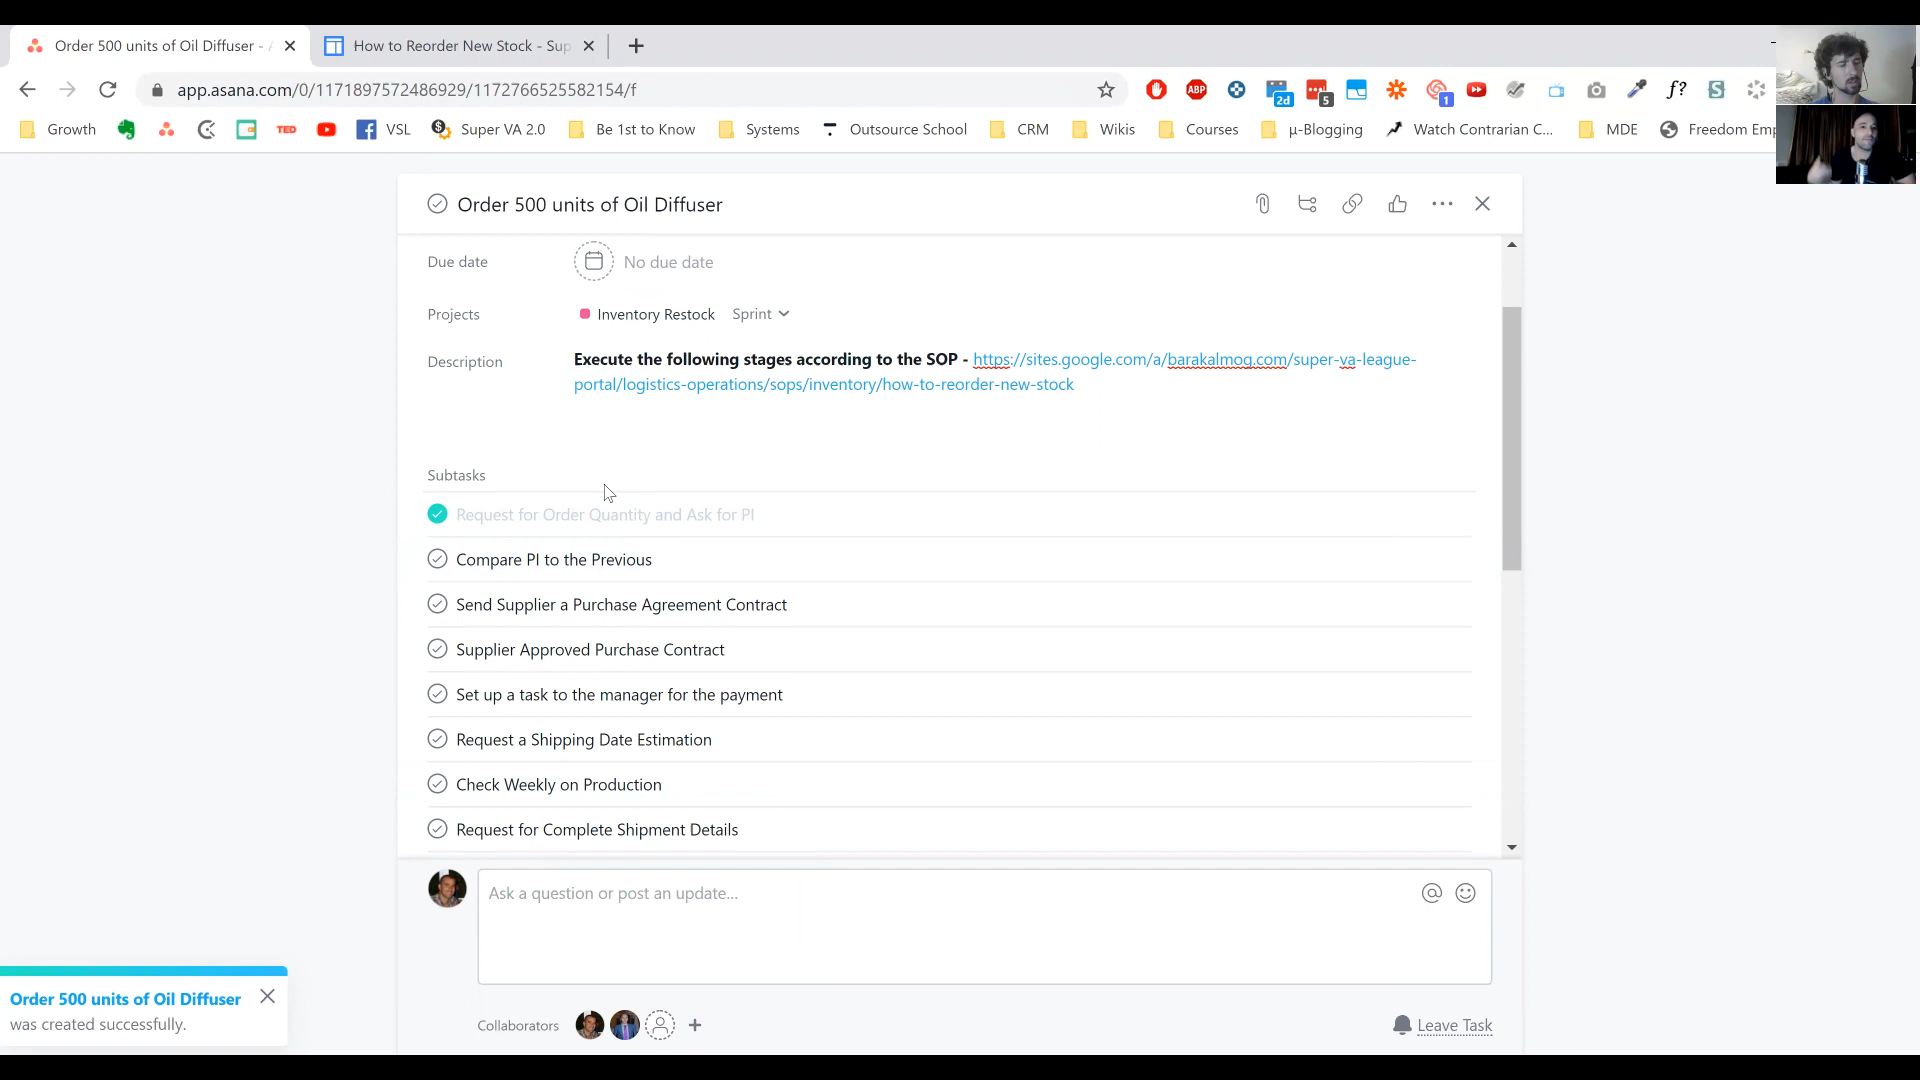 Order 500 units of Oil Diffuser - A
How to Reorder New Stock - Sup
app.asana.com/0/1171897572486929/1172766525582154/f
ABP
2d
5
1
f?
Growth
TED
VSL
Super VA 2.0
Be 1st to Know
Systems
Outsource School
CRM
Wikis
Courses
µ-Blogging
Watch Contrarian C...
MDE
Freedom Emp
Order 500 units of Oil Diffuser
Due date
No due date
Projects
Inventory Restock
Sprint
Description
Execute the following stages according to the SOP - https://sites.google.com/a/barakalmog.com/super-va-league-
portal/logistics-operations/sops/inventory/how-to-reorder-new-stock
Subtasks
Request for Order Quantity and Ask for PI
Compare PI to the Previous
Send Supplier a Purchase Agreement Contract
Supplier Approved Purchase Contract
Set up a task to the manager for the payment
Request a Shipping Date Estimation
Check Weekly on Production
Request for Complete Shipment Details
Ask a question or post an update...
Order 500 units of Oil Diffuser
was created successfully.
Collaborators
Leave Task